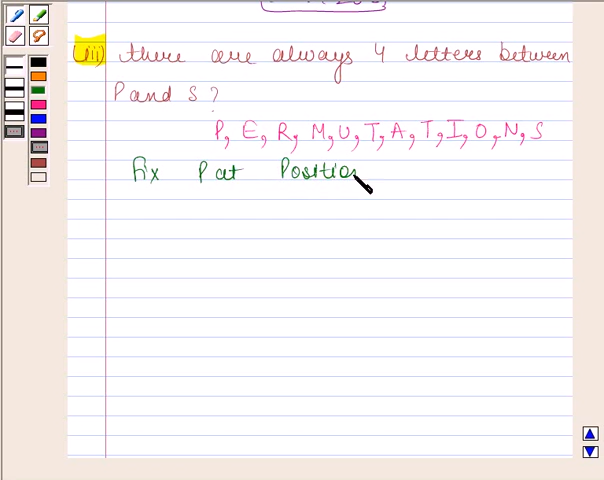 (iii) there are always 4 letters between
P and S ?
P, E, R, M, U, T, A, T, I, O, N, S
fix P at Position